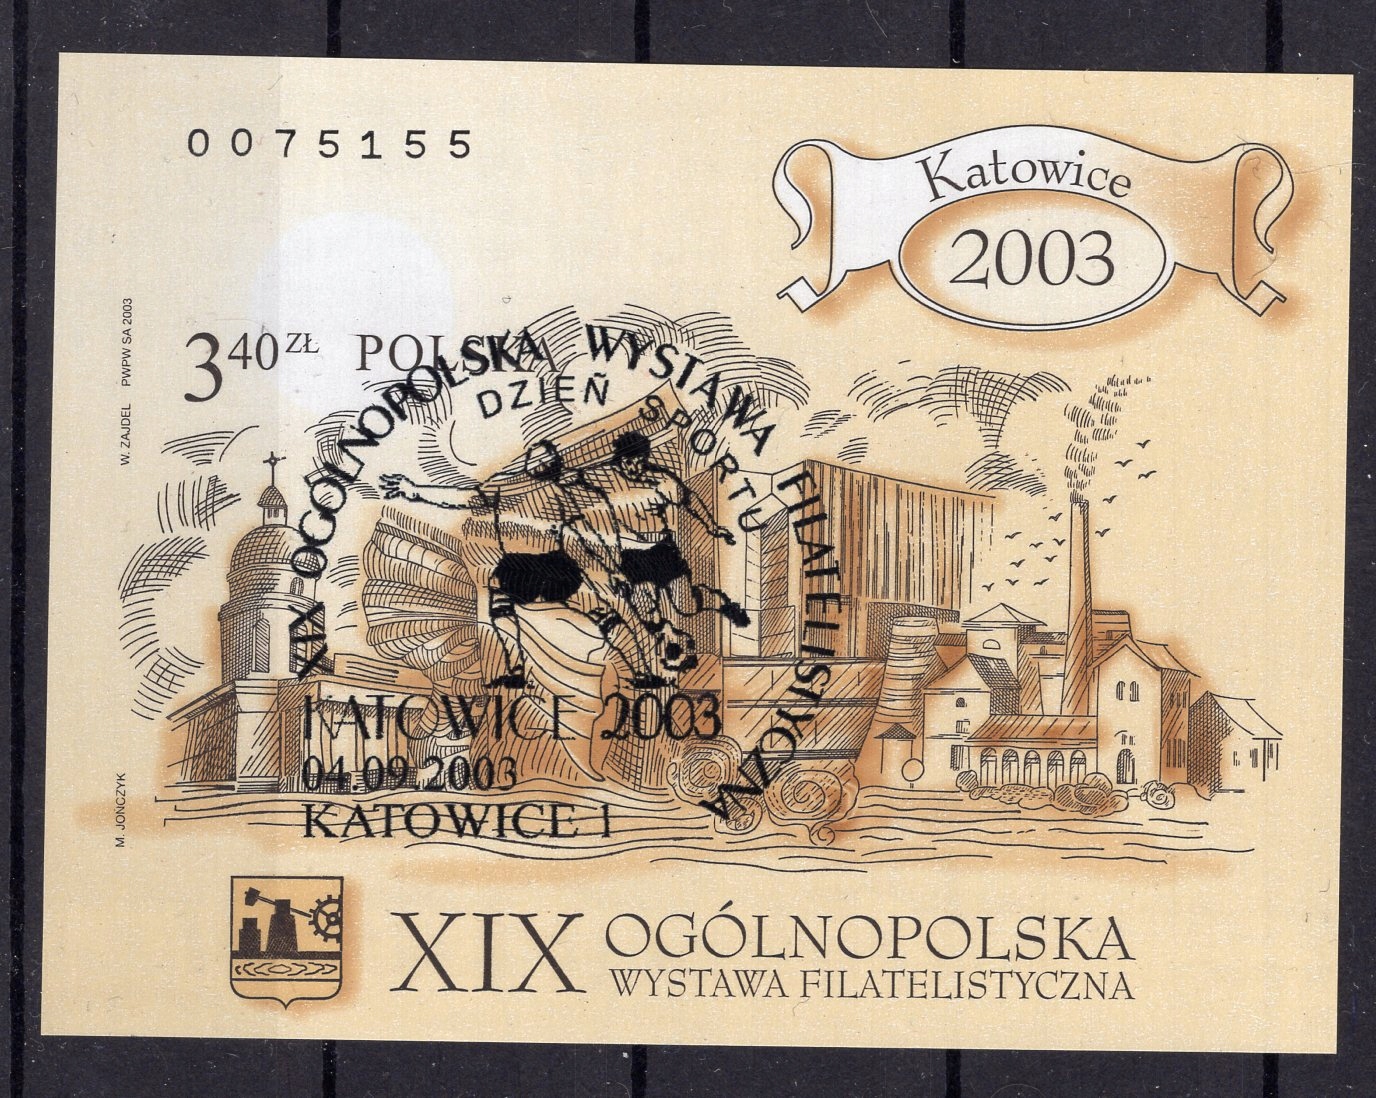 0075155
Katowice
2003
3 40 ZŁ POLSKA
XIX OGÓLNOPOLSKA WYSTAWA FILATELISTYCZNA
DZIEŃ SPORTU
KATOWICE 2003
04.09.2003
KATOWICE 1
W. ZAJDEL PWPW SA 2003
M. JOŃCZYK
XIX OGÓLNOPOLSKA
WYSTAWA FILATELISTYCZNA